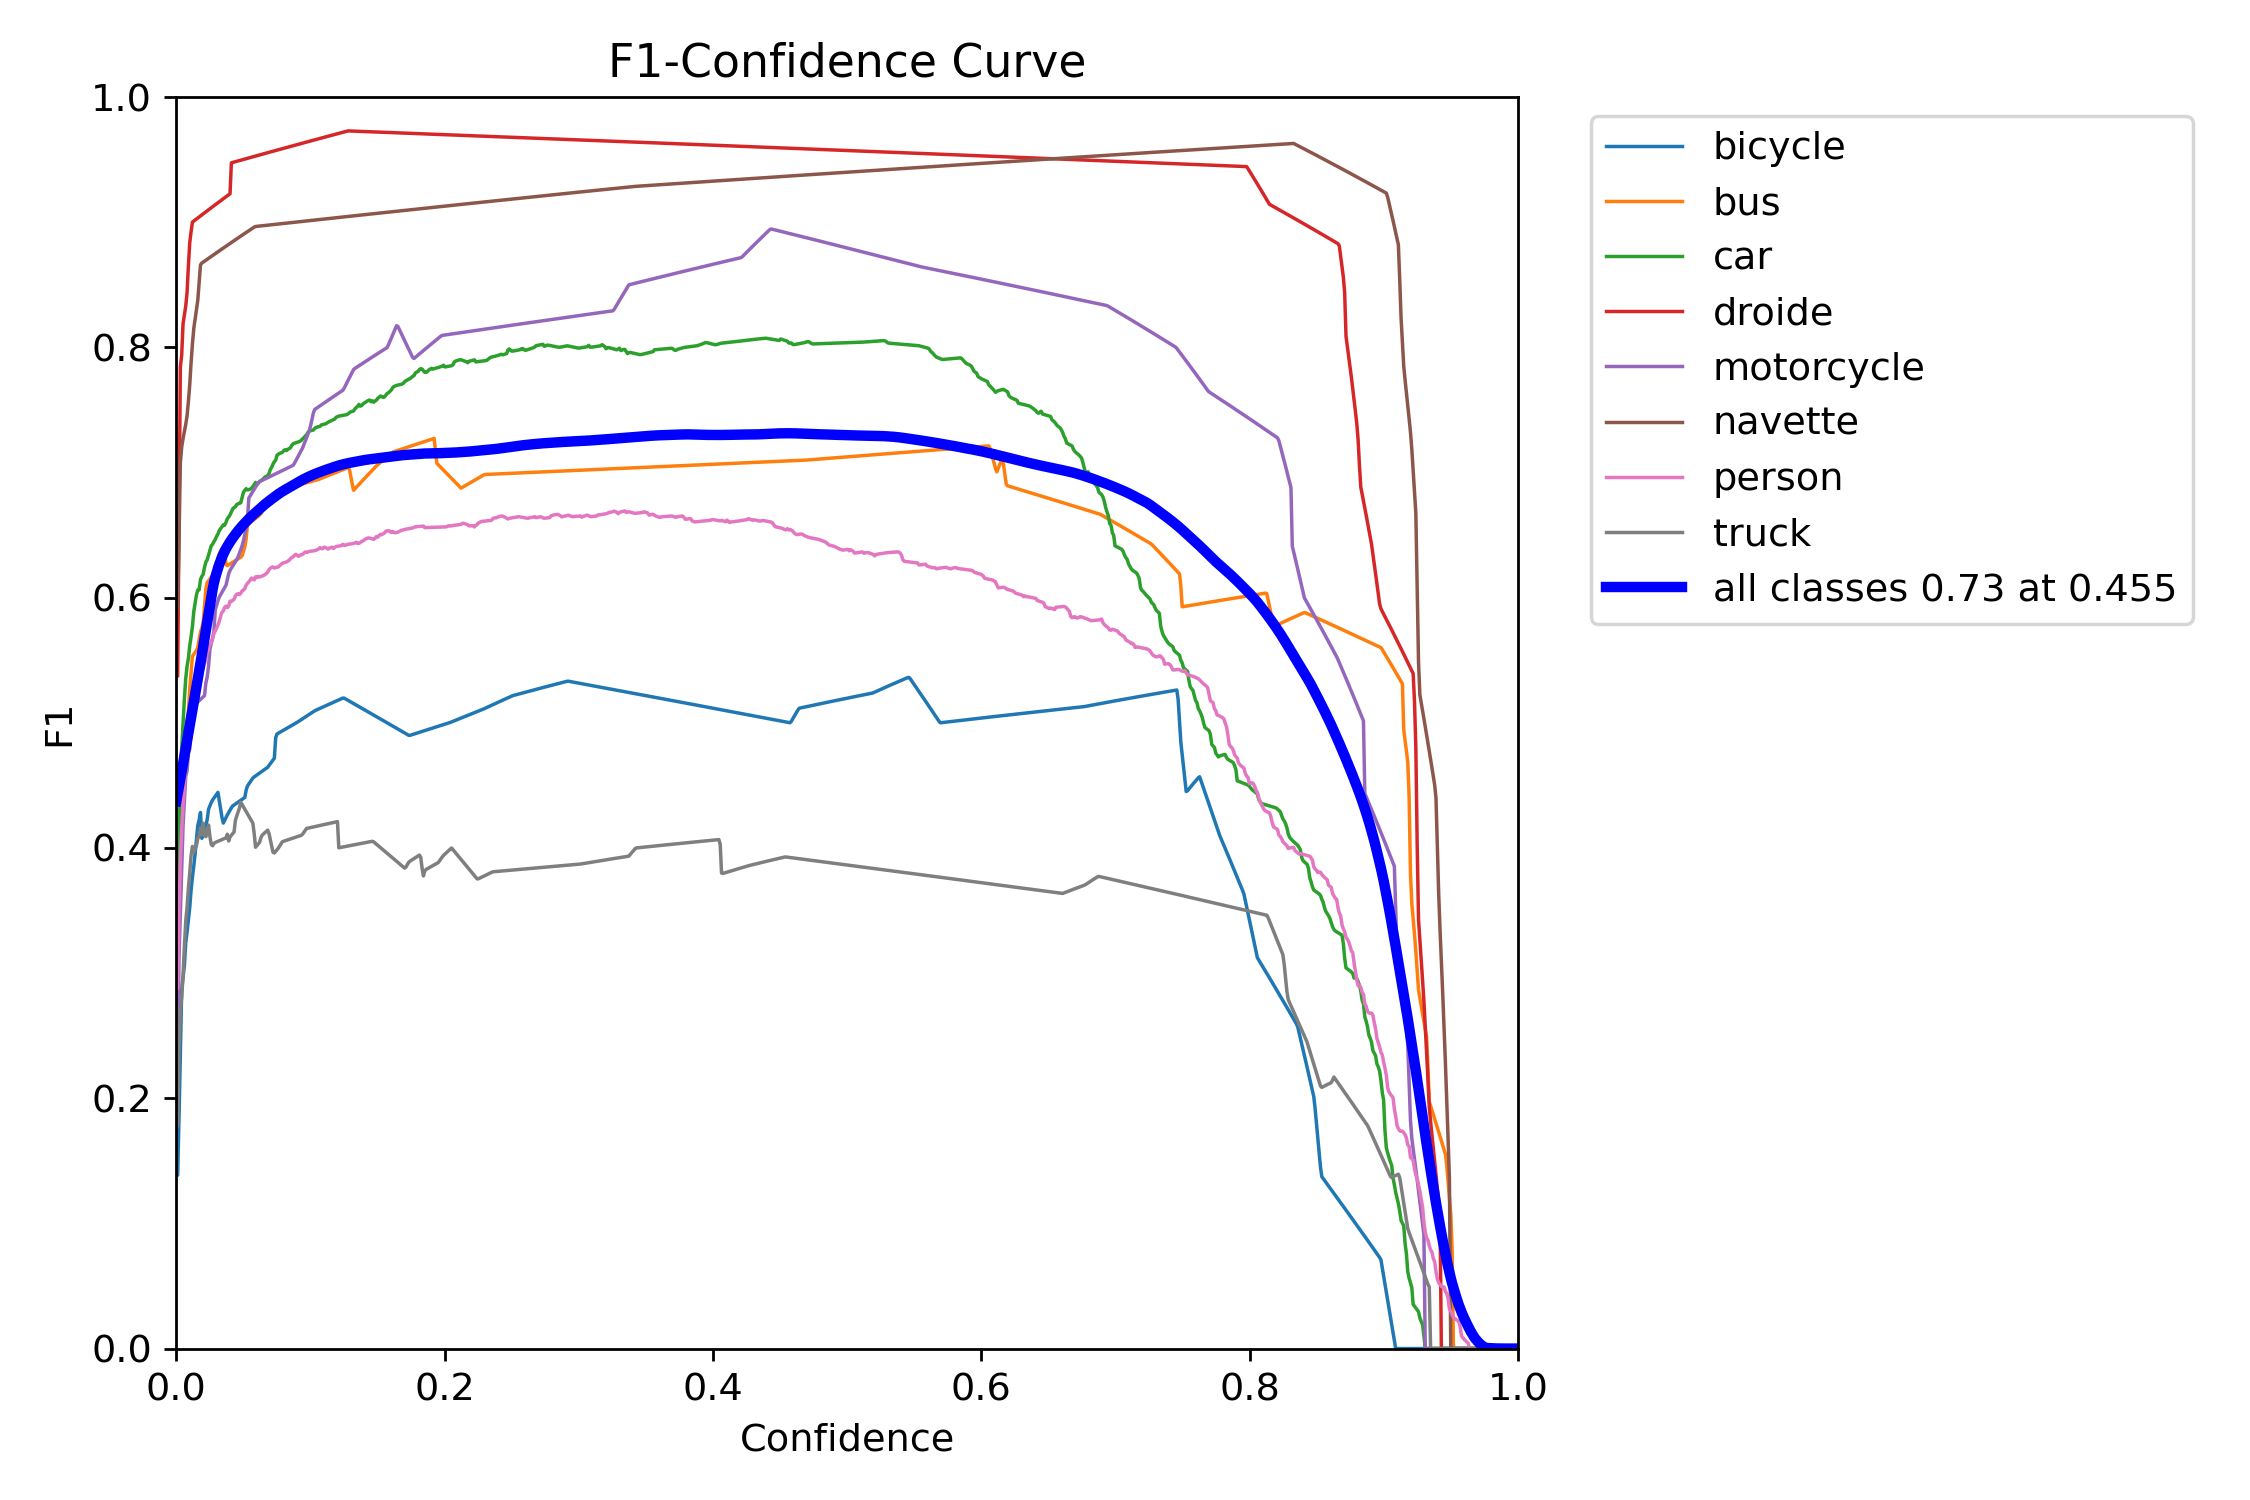 F1-Confidence Curve
1.0
0.8
0.6
0.4
0.2
0.0
F1
0.0 0.2 0.4 0.6 0.8 1.0
Confidence
bicycle
bus
car
droide
motorcycle
navette
person
truck
all classes 0.73 at 0.455